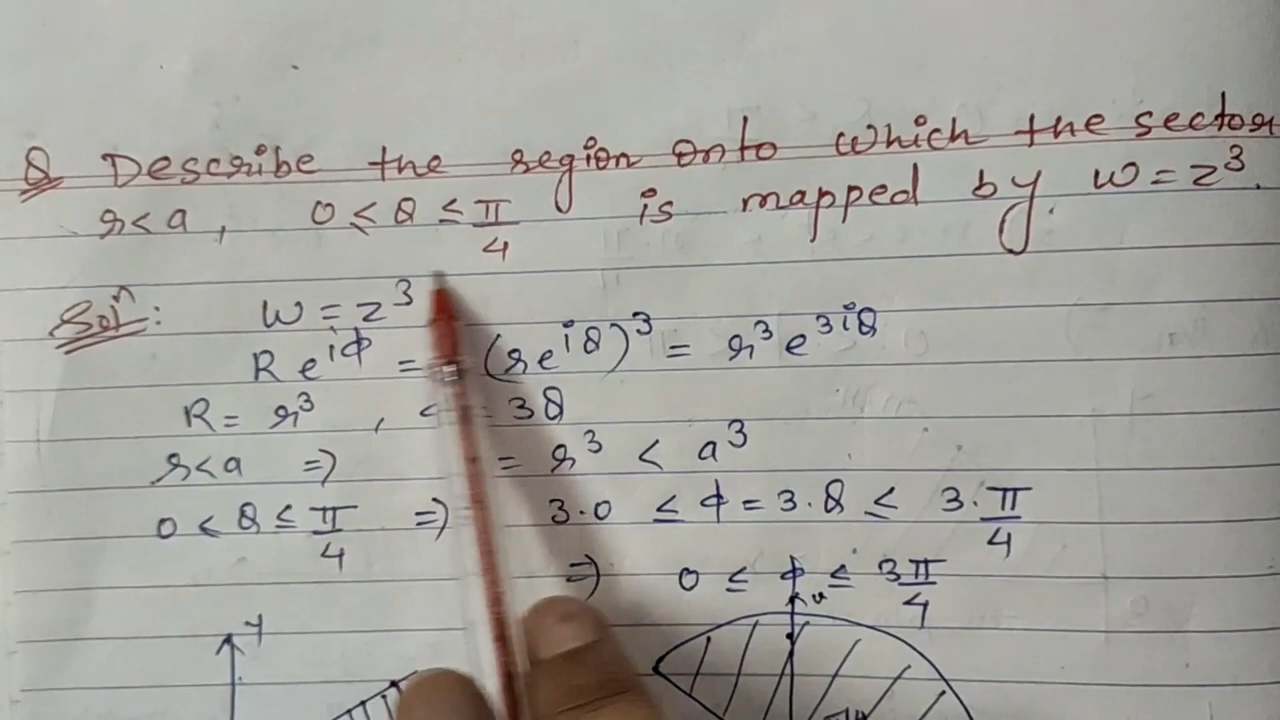 Q Describe the region onto which the sector
r<a, 0 ≤ θ ≤ π/4 is mapped by w = z³.
Solⁿ: w = z³
Re^{iφ} = (re^{iθ})³ = r³e^{3iθ}
R = r³, = 3θ
r<a ⇒ = r³ < a³
0 < θ ≤ π/4 ⇒ 3.0 ≤ φ = 3.θ ≤ 3.π/4
⇒ 0 ≤ φ ≤ 3π/4
y